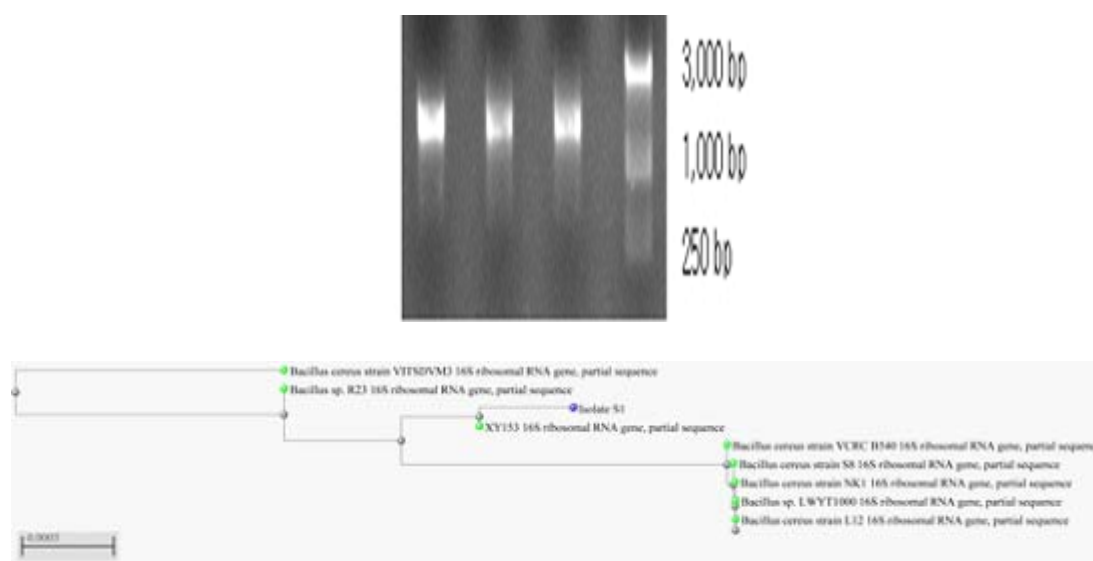 3,000 bp
1,000 bp
250 bp
Bacillus cereus strain VITSDVM3 16S ribosomal RNA gene, partial sequence
Bacillus sp. R23 16S ribosomal RNA gene, partial sequence
Isolate S1
XY153 16S ribosomal RNA gene, partial sequence
Bacillus cereus strain VCRC B540 16S ribosomal RNA gene, partial sequence
Bacillus cereus strain S8 16S ribosomal RNA gene, partial sequence
Bacillus cereus strain NK1 16S ribosomal RNA gene, partial sequence
Bacillus sp. LWYT1000 16S ribosomal RNA gene, partial sequence
Bacillus cereus strain L12 16S ribosomal RNA gene, partial sequence